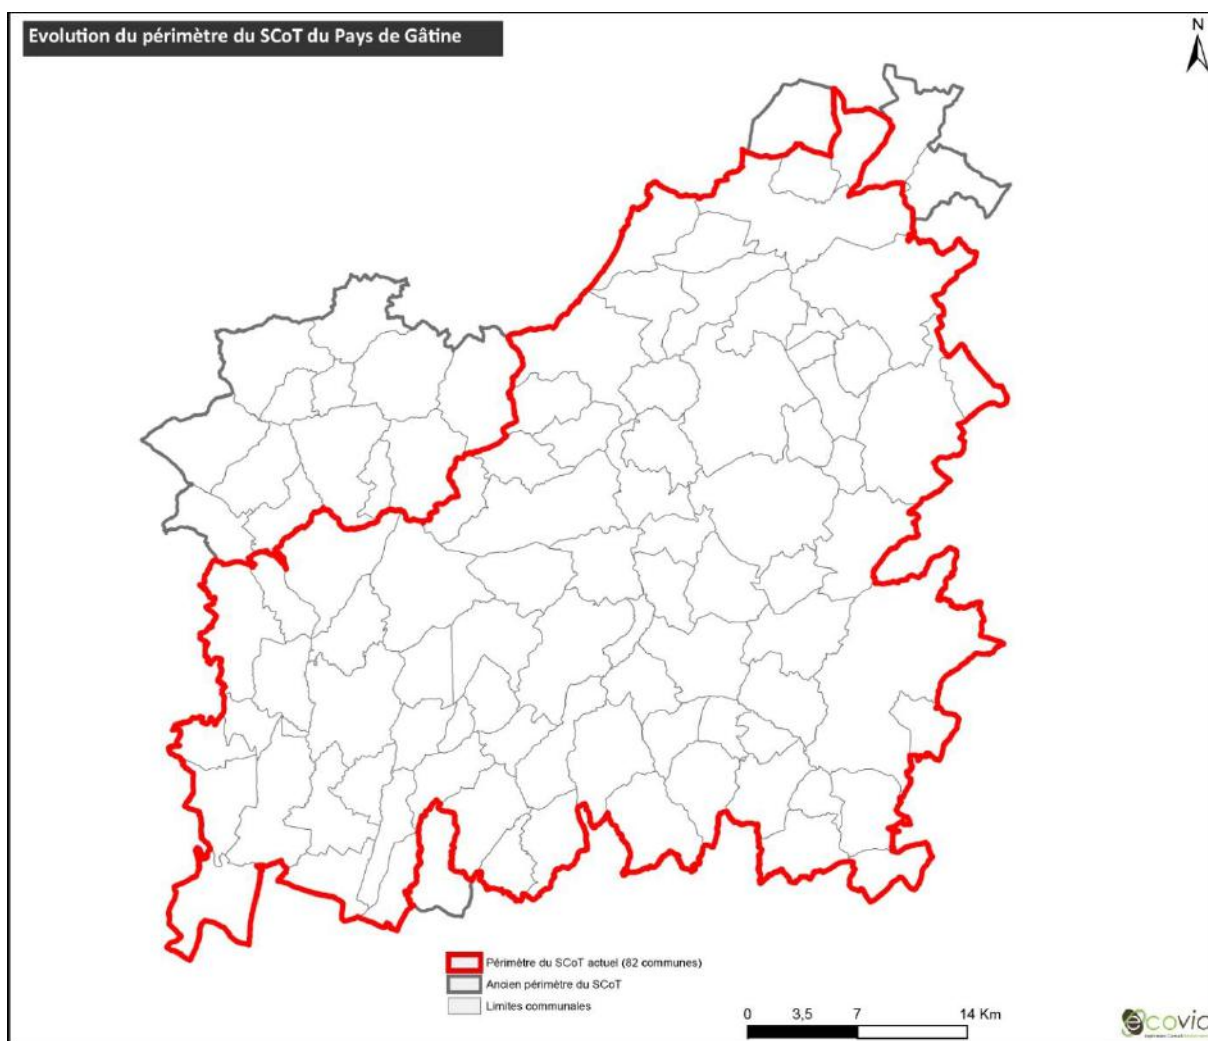 Evolution du périmètre du SCoT du Pays de Gâtine
N
Périmètre du SCoT actuel (82 communes)
Ancien périmètre du SCoT
Limites communales
0 3,5 7 14 Km
ecovia